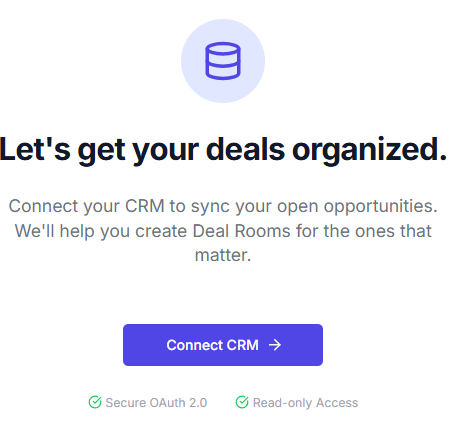 Let's get your deals organized.
Connect your CRM to sync your open opportunities.
We'll help you create Deal Rooms for the ones that
matter.
Connect CRM
Secure OAuth 2.0
Read-only Access